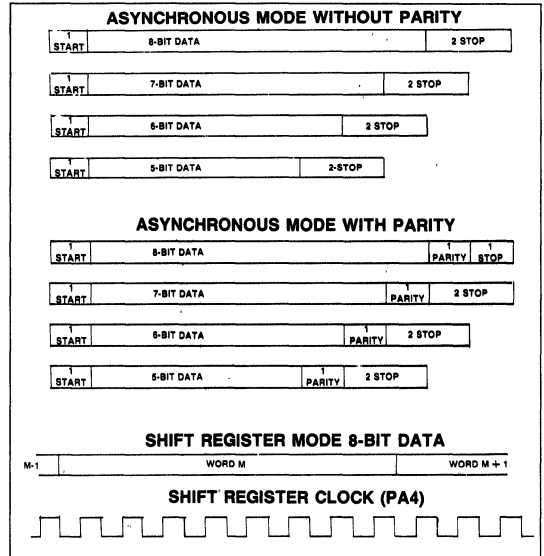 ASYNCHRONOUS MODE WITHOUT PARITY
1 START 8-BIT DATA 2 STOP
1 START 7-BIT DATA 2 STOP
1 START 6-BIT DATA 2 STOP
1 START 5-BIT DATA 2-STOP
ASYNCHRONOUS MODE WITH PARITY
1 START 8-BIT DATA 1 PARITY 1 STOP
1 START 7-BIT DATA 1 PARITY 2 STOP
1 START 6-BIT DATA 1 PARITY 2 STOP
1 START 5-BIT DATA 1 PARITY 2 STOP
SHIFT REGISTER MODE 8-BIT DATA
M-1 WORD M WORD M + 1
SHIFT REGISTER CLOCK (PA4)